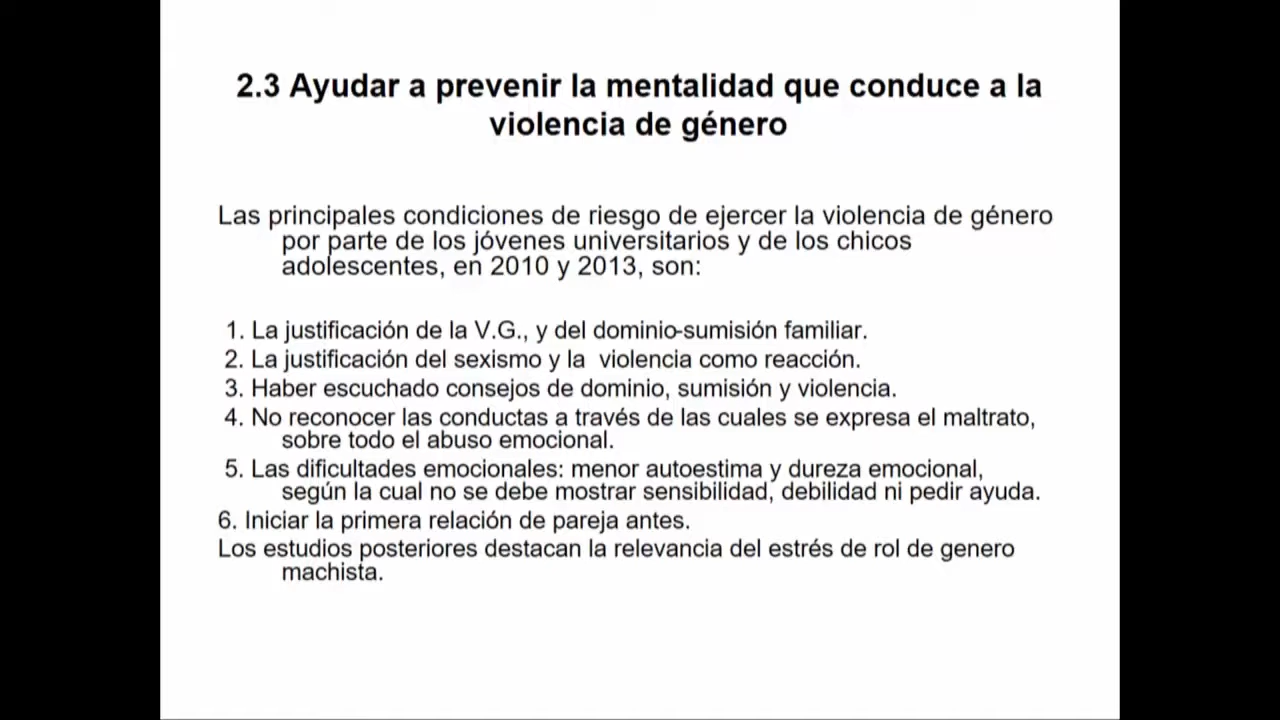 2.3 Ayudar a prevenir la mentalidad que conduce a la
violencia de género
Las principales condiciones de riesgo de ejercer la violencia de género
por parte de los jóvenes universitarios y de los chicos
adolescentes, en 2010 y 2013, son:
1. La justificación de la V.G., y del dominio-sumisión familiar.
2. La justificación del sexismo y la  violencia como reacción.
3. Haber escuchado consejos de dominio, sumisión y violencia.
4. No reconocer las conductas a través de las cuales se expresa el maltrato,
sobre todo el abuso emocional.
5. Las dificultades emocionales: menor autoestima y dureza emocional,
según la cual no se debe mostrar sensibilidad, debilidad ni pedir ayuda.
6. Iniciar la primera relación de pareja antes.
Los estudios posteriores destacan la relevancia del estrés de rol de genero
machista.